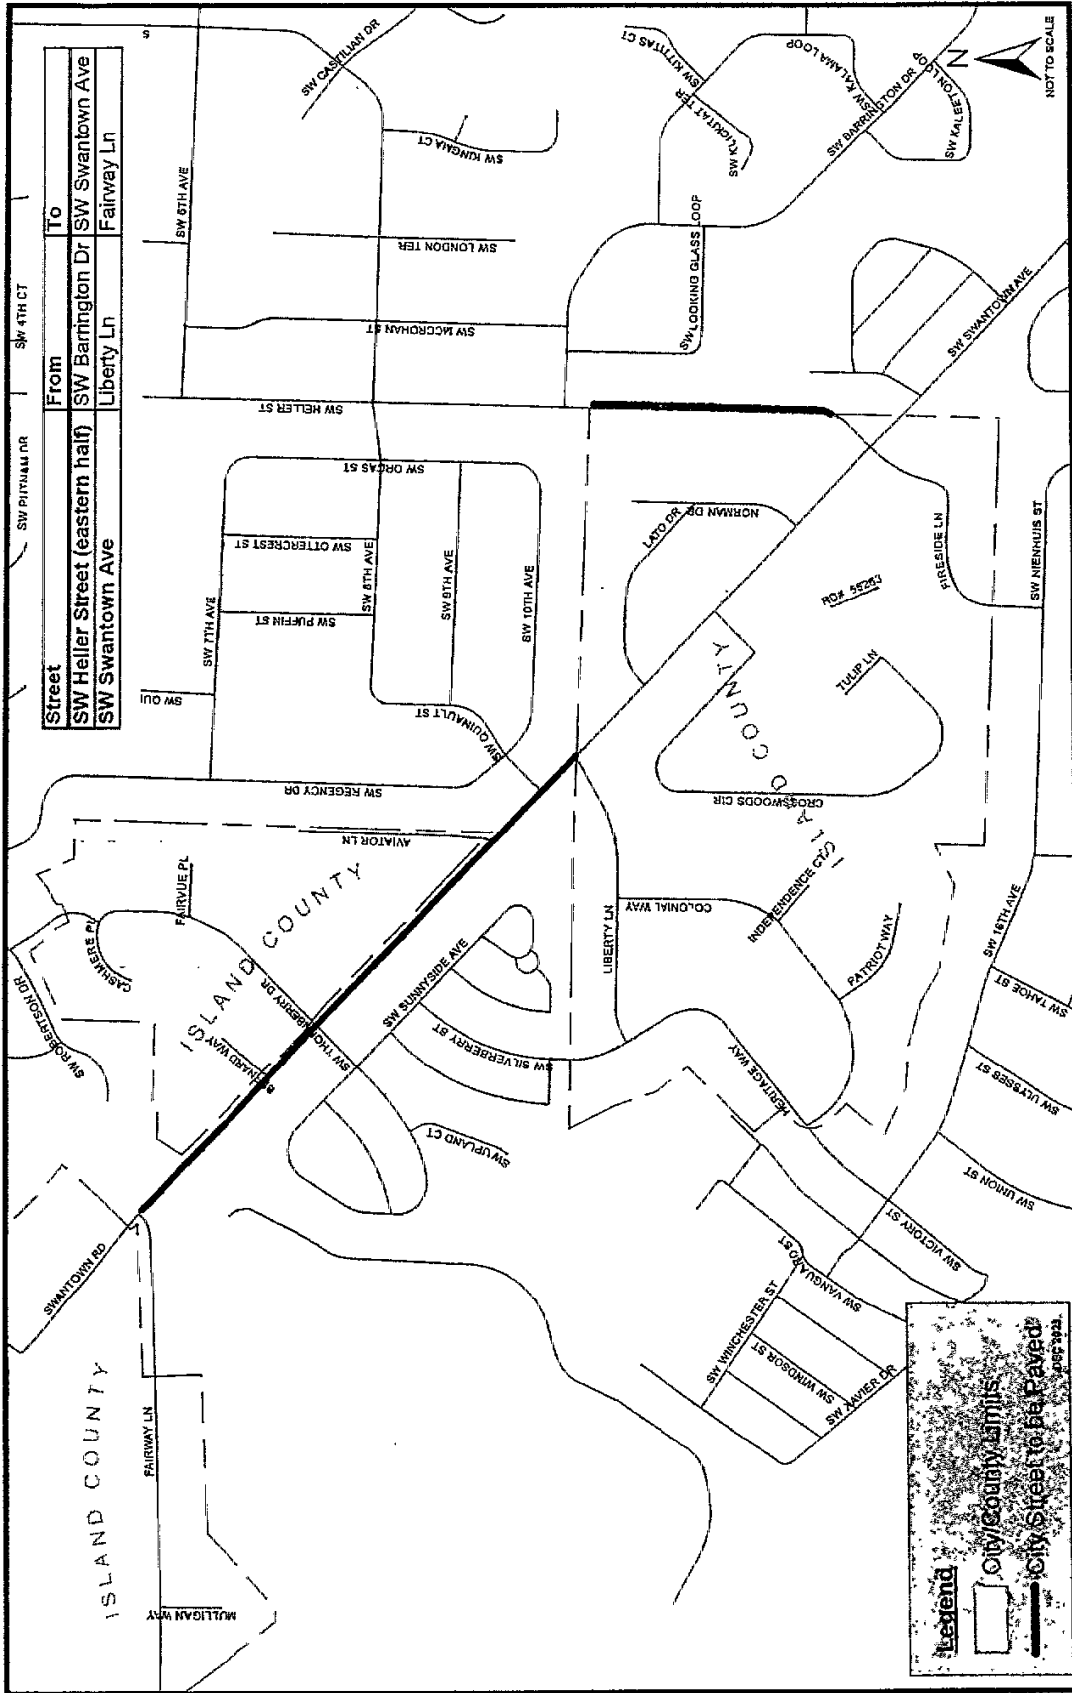 Street From To
SW Heller Street (eastern half) SW Barrington Dr SW Swantown Ave
SW Swantown Ave Liberty Ln Fairway Ln
SW PUTNAM DR
SW 4TH CT
S
SW CASTILIAN DR
SW 6TH AVE
SW KINGMA CT
SW LONDON TER
SW MCCROHAN ST
SW HELLER ST
SW ORCAS ST
SW OTTERCREST ST
SW PUFFIN ST
SW 7TH AVE
SW 8TH AVE
SW 9TH AVE
SW 10TH AVE
SW QUI
SW QUINAULT ST
SW REGENCY DR
AVIATOR LN
FAIRVUE PL
CASHMERE PL
SW ROBERTSON DR
ISLAND COUNTY
SW THORNBERRY DR
SW SUNNYSIDE AVE
SW SILVERBERRY ST
SW UPLAND CT
SWANTOWN RD
ISLAND COUNTY
FAIRWAY LN
MULLIGAN WAY
SW KITTITAS CT
SW KLICKITAT TER
SW KALAMA LOOP
SW BARRINGTON DR
SW KALEETON LOOP
SW LOOKING GLASS LOOP
SW SWANTOWN AVE
LATO DR
NORMAN DR
FIRESIDE LN
SW NIENHUIS ST
TULIP LN
CROSSWOODS CIR
ISLAND COUNTY
LIBERTY LN
COLONIAL WAY
INDEPENDENCE CT
PATRIOT WAY
HERITAGE WAY
SW 16TH AVE
SW TAHOE ST
SW ULYSSES ST
SW UNION ST
SW VICTORY ST
SW VANGUARD ST
SW WINCHESTER ST
SW WINDSOR ST
SW XAVIER DR
N
NOT TO SCALE
Legend
City/County Limits
City Street to be Paved
DEC 2023